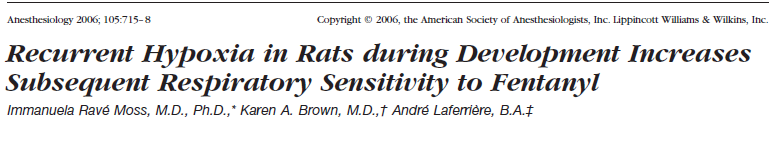 Anesthesiology 2006; 105:715–8 Copyright © 2006, the American Society of Anesthesiologists, Inc. Lippincott Williams & Wilkins, Inc.
Recurrent Hypoxia in Rats during Development Increases
Subsequent Respiratory Sensitivity to Fentanyl
Immanuela Ravé Moss, M.D., Ph.D.,* Karen A. Brown, M.D.,† André Laferrière, B.A.‡